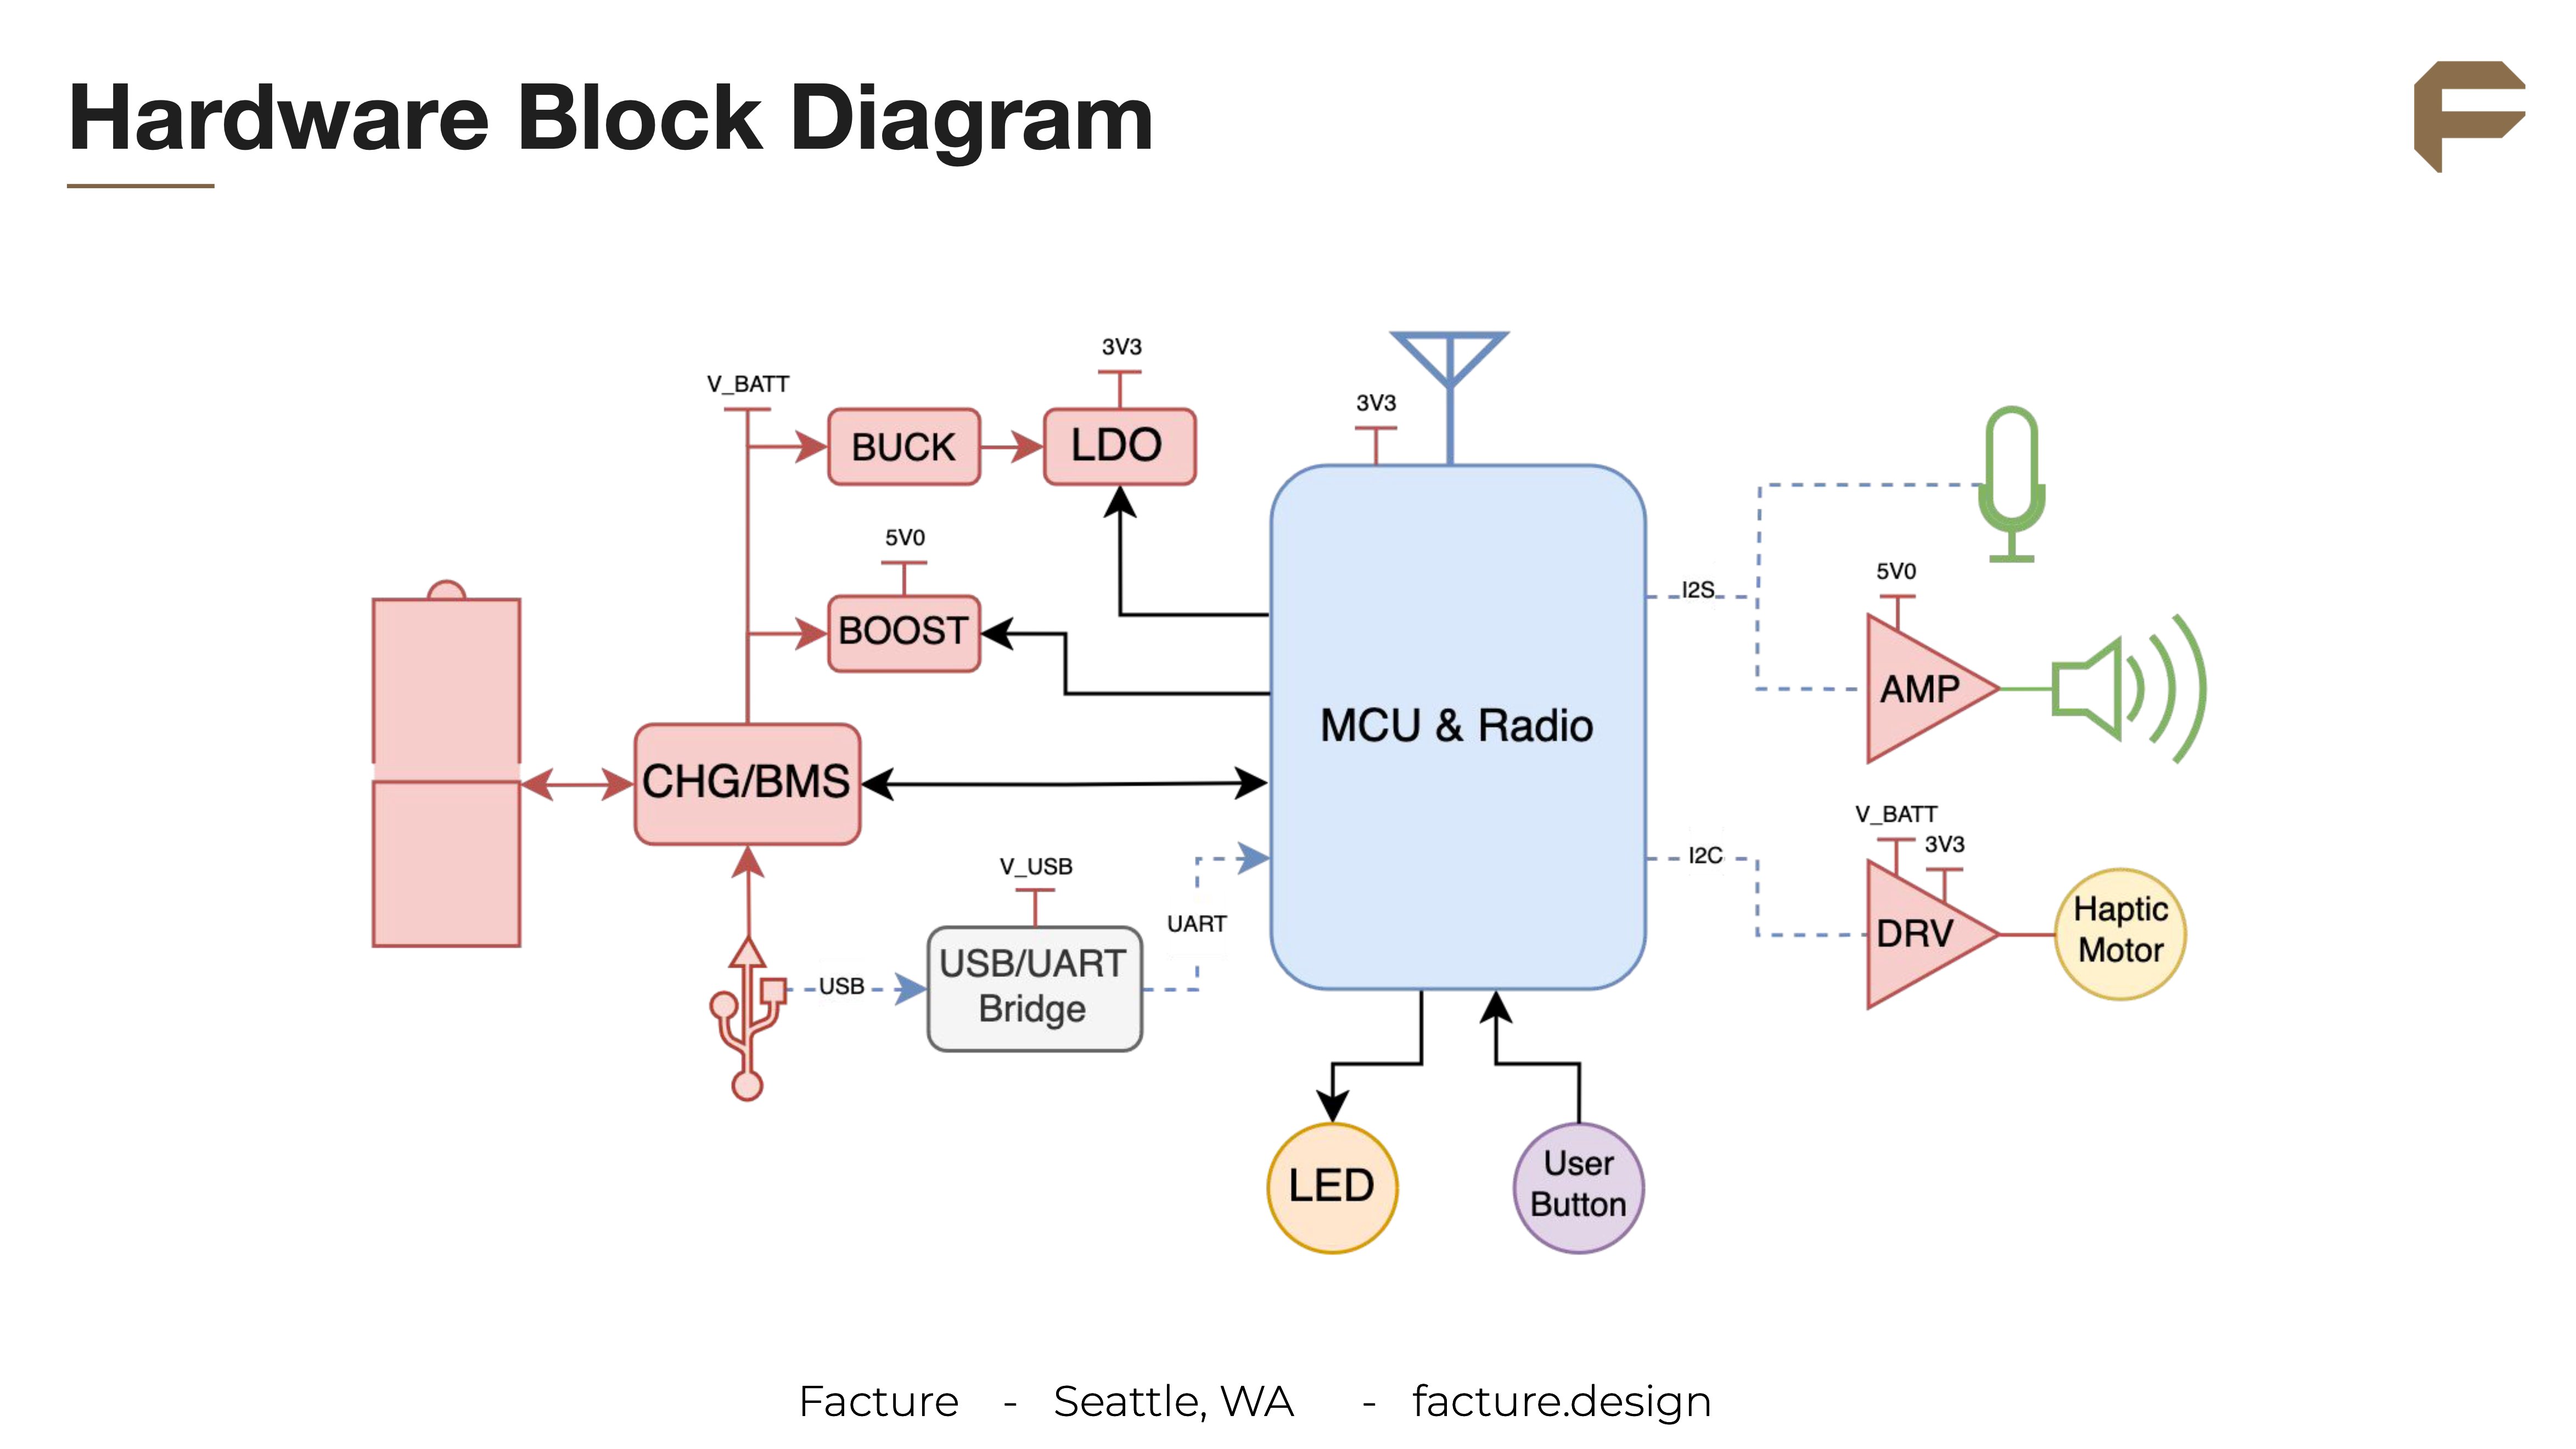 Hardware Block Diagram
3V3
V_BATT
3V3
BUCK
LDO
5V0
5V0
I2S
BOOST
AMP
MCU & Radio
CHG/BMS
V_BATT
3V3
I2C
V_USB
UART
DRV
Haptic
Motor
USB
USB/UART
Bridge
LED
User
Button
Facture - Seattle, WA - facture.design